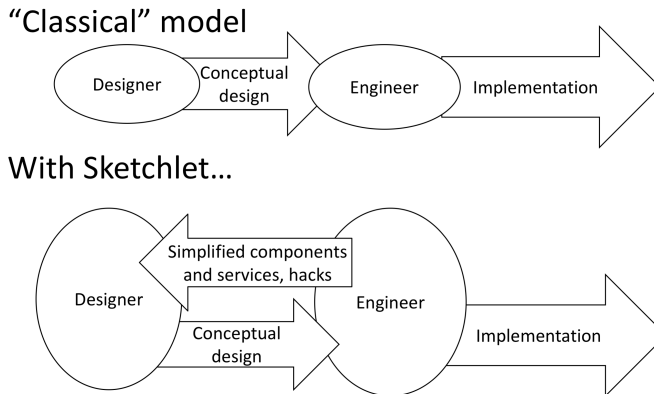 “Classical” model
Designer
Conceptual
design
Engineer
Implementation
With Sketchlet...
Simplified components
and services, hacks
Designer
Engineer
Conceptual
design
Implementation